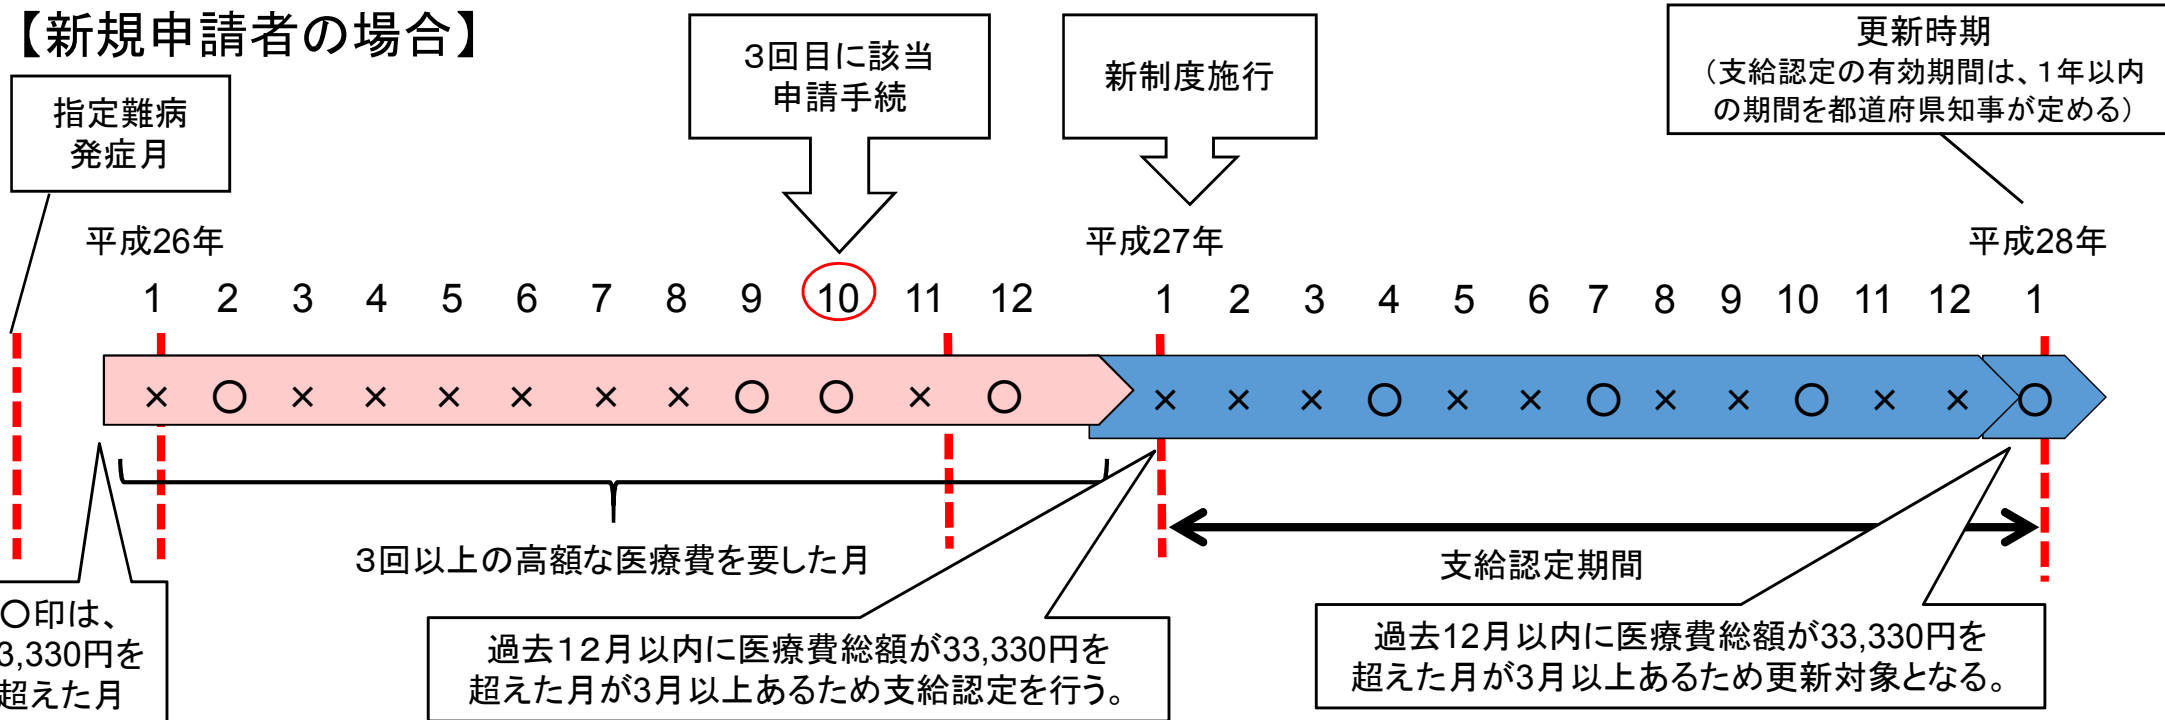 【新規申請者の場合】
指定難病
発症月
3回目に該当
申請手続
新制度施行
更新時期
（支給認定の有効期間は、1年以内
の期間を都道府県知事が定める）
平成26年
平成27年
平成28年
1 2 3 4 5 6 7 8 9 10 11 12 1 2 3 4 5 6 7 8 9 10 11 12 1
× ○ × × × × × × ○ ○ × ○ × × × ○ × × ○ × × ○ × × ○
3回以上の高額な医療費を要した月
支給認定期間
○印は、
3,330円を
超えた月
過去１２月以内に医療費総額が33,330円を
超えた月が3月以上あるため支給認定を行う。
過去12月以内に医療費総額が33,330円を
超えた月が3月以上あるため更新対象となる。